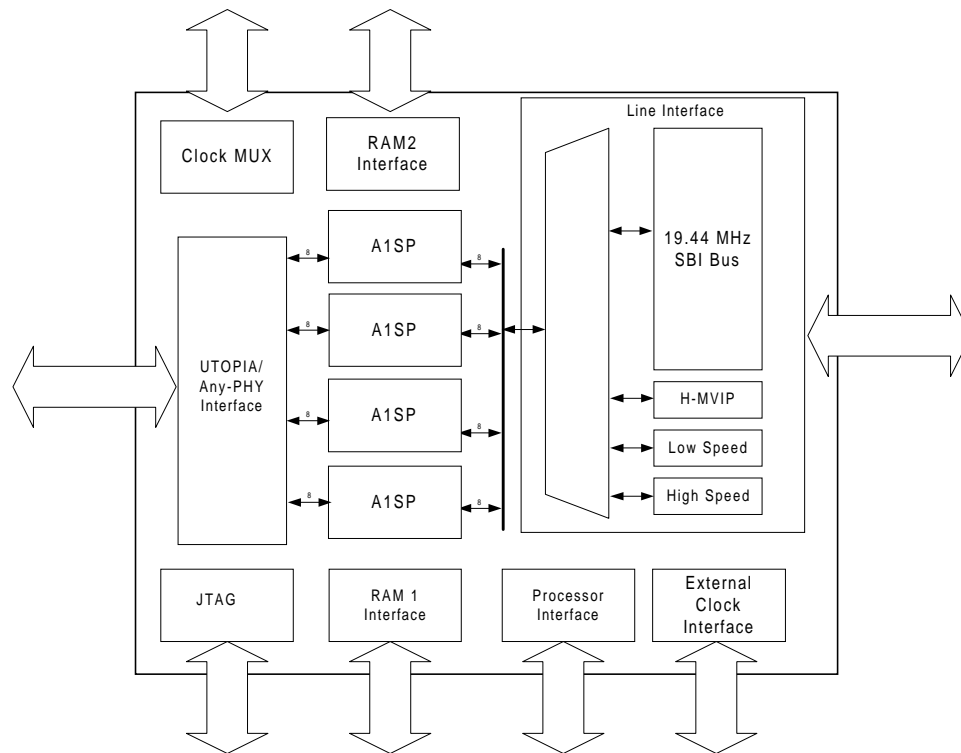 Line Interface
Clock MUX
RAM2
Interface
A1SP
8
8
19.44 MHz
SBI Bus
A1SP
8
8
UTOPIA/
Any-PHY
Interface
A1SP
8
8
H-MVIP
Low Speed
A1SP
8
8
High Speed
JTAG
RAM 1
Interface
Processor
Interface
External
Clock
Interface